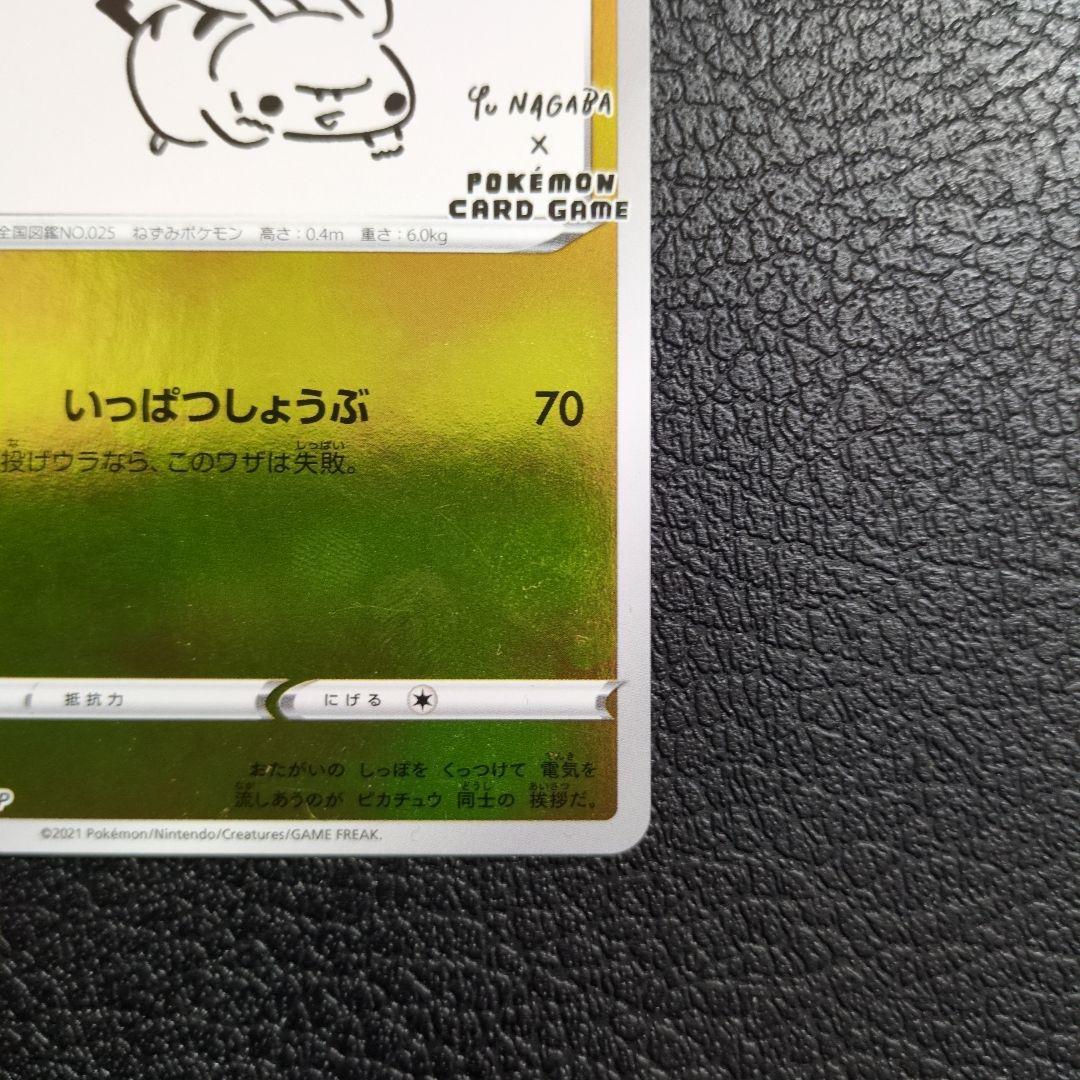 Yu NAGABA
×
POKÉMON
CARD GAME
全国図鑑NO.025 ねずみポケモン 高さ:0.4m 重さ:6.0kg
いっぱつしょうぶ 70
投げウラなら、このワザは失敗。
抵抗力 にげる
おたがいの しっぽを くっつけて 電気を
流しあうのが ピカチュウ 同士の 挨拶だ。
©2021 Pokémon/Nintendo/Creatures/GAME FREAK.